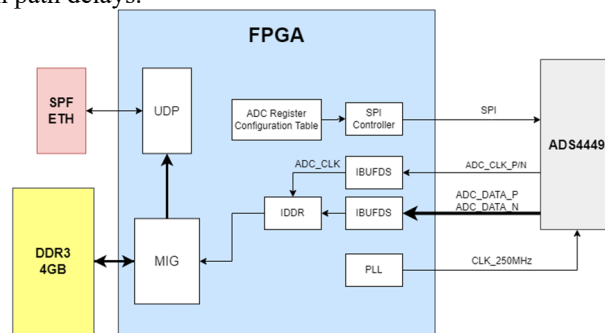 path delays.
FPGA
SPF
ETH
UDP
ADC Register
Configuration Table
SPI
Controller
SPI
ADS4449
ADC_CLK
IBUFDS
ADC_CLK_P/N
IDDR
IBUFDS
ADC_DATA_P
ADC_DATA_N
DDR3
4GB
MIG
PLL
CLK_250MHz